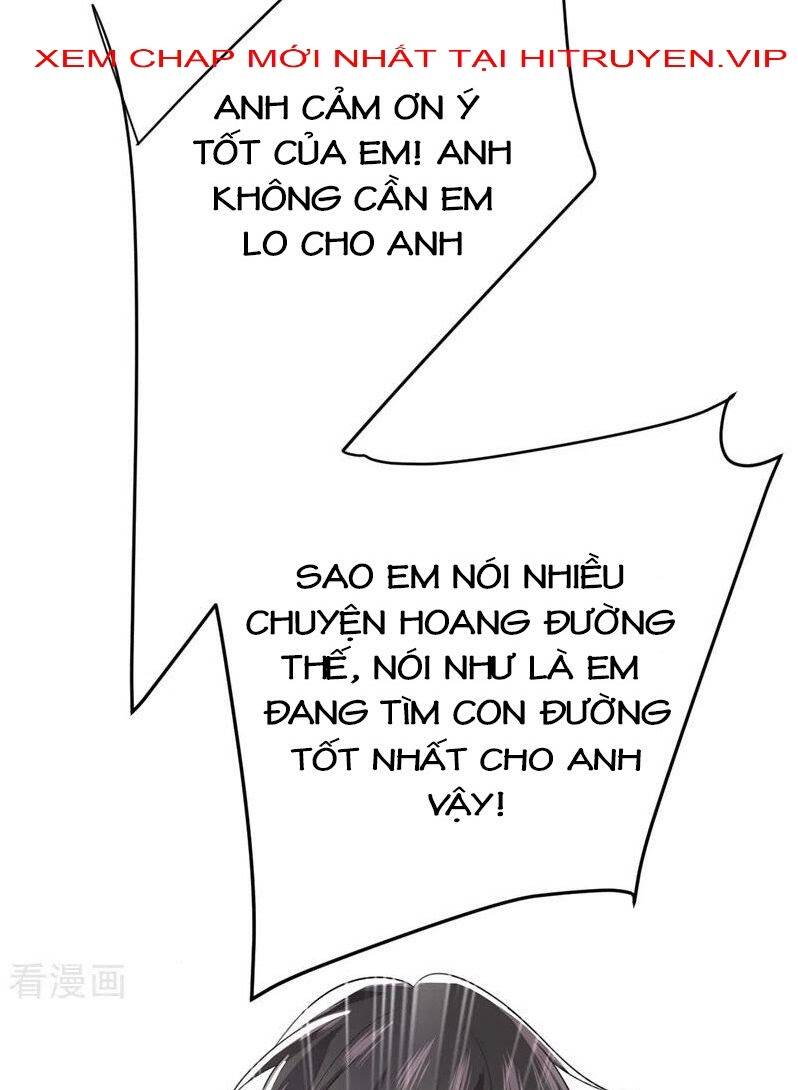 XEM CHAP MỚI NHẤT TẠI HITRUYEN.VIP
ANH CẢM ƠN Ý
TỐT CỦA EM! ANH
KHÔNG CẦN EM
LO CHO ANH
SAO EM NÓI NHIỀU
CHUYỆN HOANG ĐƯỜNG
THẾ, NÓI NHƯ LÀ EM
ĐANG TÌM CON ĐƯỜNG
TỐT NHẤT CHO ANH
VẬY!
看漫画